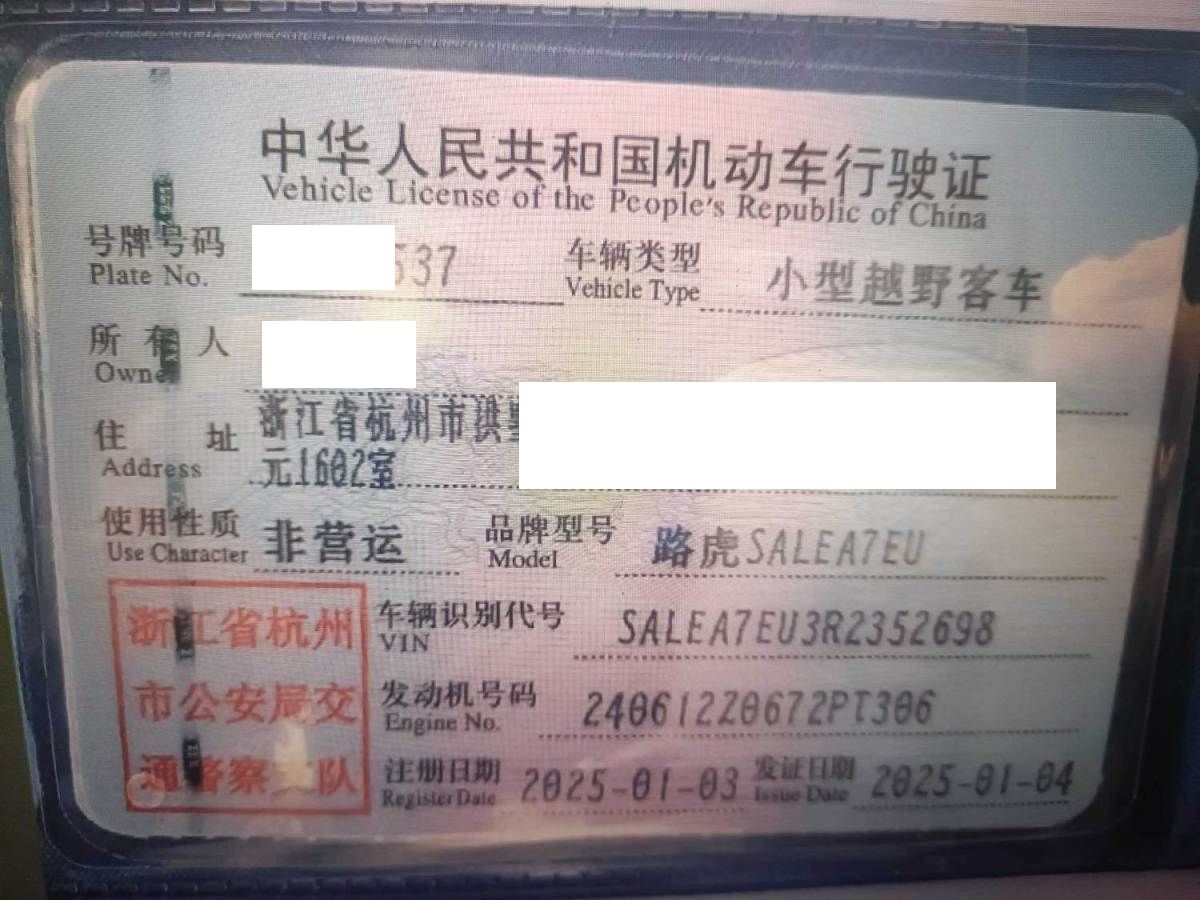 中华人民共和国机动车行驶证
Vehicle License of the People's Republic of China
号牌号码 537 车辆类型 小型越野客车
Plate No. Vehicle Type
所有人
Owner
住址 浙江省杭州市拱
Address 元1602室
使用性质 非营运 品牌型号 路虎SALEA7EU
Use Character Model
浙江省杭州 车辆识别代号 SALEA7EU3R2352698
VIN
市公安局交 发动机号码 240612Z0672PT306
Engine No.
通警察支队 注册日期 2025-01-03 发证日期 2025-01-04
Register Date Issue Date